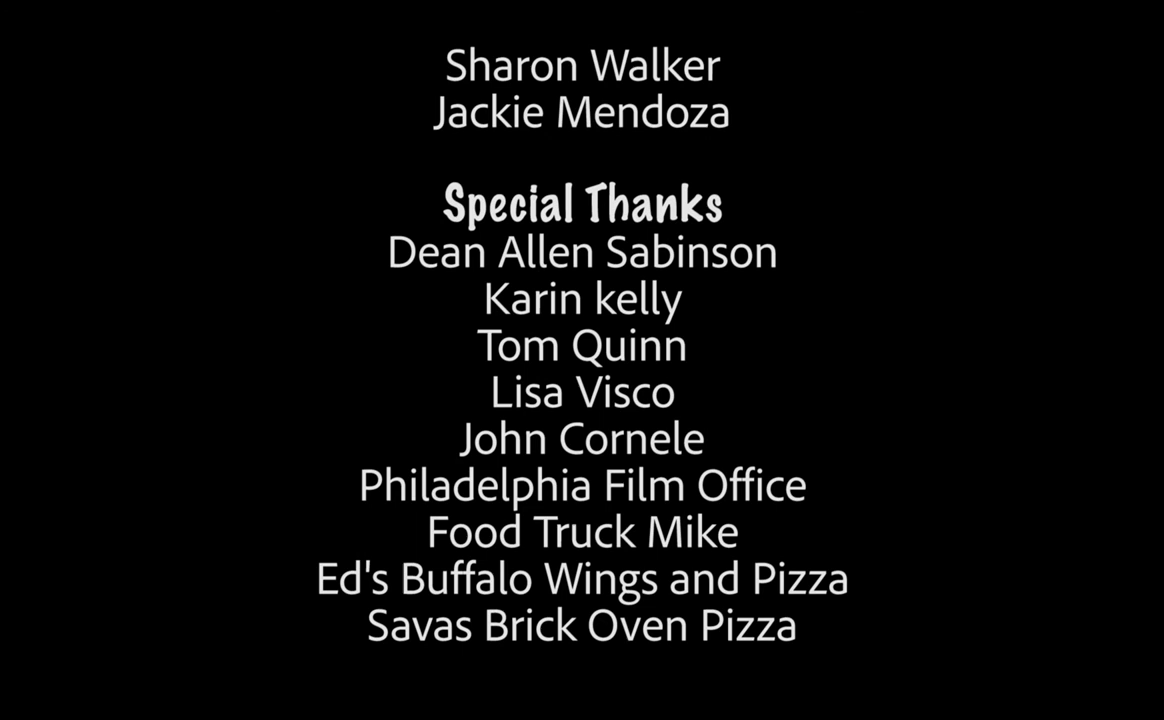 Sharon Walker
Jackie Mendoza
Special Thanks
Dean Allen Sabinson
Karin kelly
Tom Quinn
Lisa Visco
John Cornele
Philadelphia Film Office
Food Truck Mike
Ed's Buffalo Wings and Pizza
Savas Brick Oven Pizza